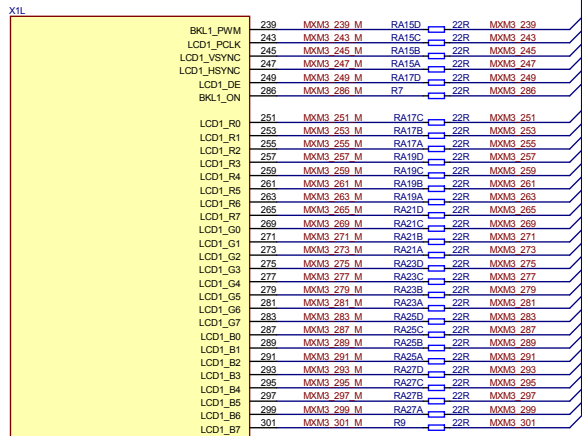 X1L
BKL1_PWM 239 MXM3_239_M RA15D 22R MXM3_239
LCD1_PCLK 243 MXM3_243_M RA15C 22R MXM3_243
LCD1_VSYNC 245 MXM3_245_M RA15B 22R MXM3_245
LCD1_HSYNC 247 MXM3_247_M RA15A 22R MXM3_247
LCD1_DE 249 MXM3_249_M RA17D 22R MXM3_249
BKL1_ON 286 MXM3_286_M R7 22R MXM3_286
LCD1_R0 251 MXM3_251_M RA17C 22R MXM3_251
LCD1_R1 253 MXM3_253_M RA17B 22R MXM3_253
LCD1_R2 255 MXM3_255_M RA17A 22R MXM3_255
LCD1_R3 257 MXM3_257_M RA19D 22R MXM3_257
LCD1_R4 259 MXM3_259_M RA19C 22R MXM3_259
LCD1_R5 261 MXM3_261_M RA19B 22R MXM3_261
LCD1_R6 263 MXM3_263_M RA19A 22R MXM3_263
LCD1_R7 265 MXM3_265_M RA21D 22R MXM3_265
LCD1_G0 269 MXM3_269_M RA21C 22R MXM3_269
LCD1_G1 271 MXM3_271_M RA21B 22R MXM3_271
LCD1_G2 273 MXM3_273_M RA21A 22R MXM3_273
LCD1_G3 275 MXM3_275_M RA23D 22R MXM3_275
LCD1_G4 277 MXM3_277_M RA23C 22R MXM3_277
LCD1_G5 279 MXM3_279_M RA23B 22R MXM3_279
LCD1_G6 281 MXM3_281_M RA23A 22R MXM3_281
LCD1_G7 283 MXM3_283_M RA25D 22R MXM3_283
LCD1_B0 287 MXM3_287_M RA25C 22R MXM3_287
LCD1_B1 289 MXM3_289_M RA25B 22R MXM3_289
LCD1_B2 291 MXM3_291_M RA25A 22R MXM3_291
LCD1_B3 293 MXM3_293_M RA27D 22R MXM3_293
LCD1_B4 295 MXM3_295_M RA27C 22R MXM3_295
LCD1_B5 297 MXM3_297_M RA27B 22R MXM3_297
LCD1_B6 299 MXM3_299_M RA27A 22R MXM3_299
LCD1_B7 301 MXM3_301_M R9 22R MXM3_301